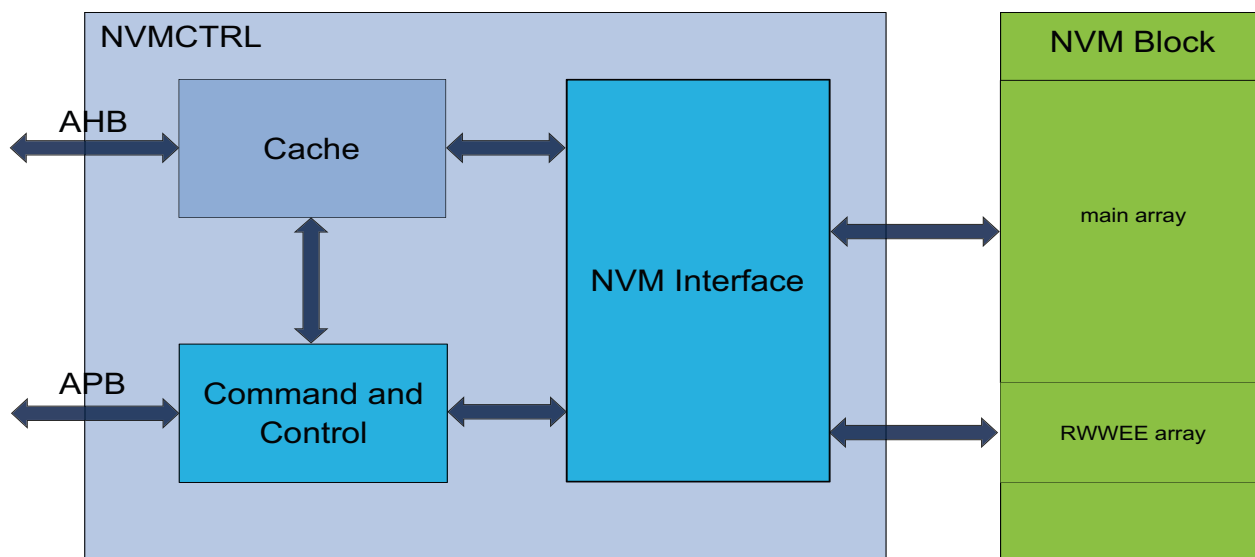 NVMCTRL
NVM Block
AHB
Cache
main array
NVM Interface
APB
Command and
Control
RWWEE array